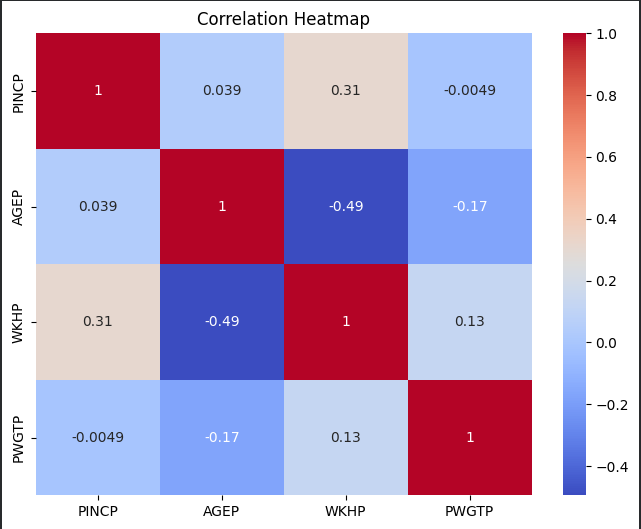 Correlation Heatmap
PINCP 1 0.039 0.31 -0.0049
AGEP 0.039 1 -0.49 -0.17
WKHP 0.31 -0.49 1 0.13
PWGTP -0.0049 -0.17 0.13 1
PINCP AGEP WKHP PWGTP
1.0
0.8
0.6
0.4
0.2
0.0
−0.2
−0.4